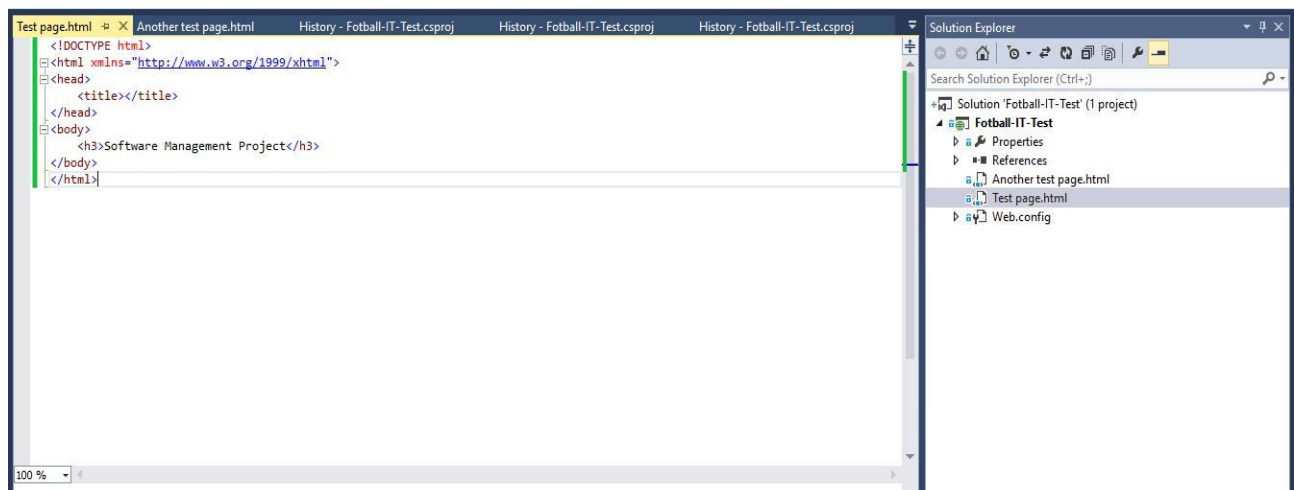 Test page.html Another test page.html History - Fotball-IT-Test.csproj History - Fotball-IT-Test.csproj History - Fotball-IT-Test.csproj
<!DOCTYPE html>
<html xmlns="http://www.w3.org/1999/xhtml">
<head>
<title></title>
</head>
<body>
<h3>Software Management Project</h3>
</body>
</html>
100 %
Solution Explorer
Search Solution Explorer (Ctrl+;)
Solution 'Fotball-IT-Test' (1 project)
Fotball-IT-Test
Properties
References
Another test page.html
Test page.html
Web.config